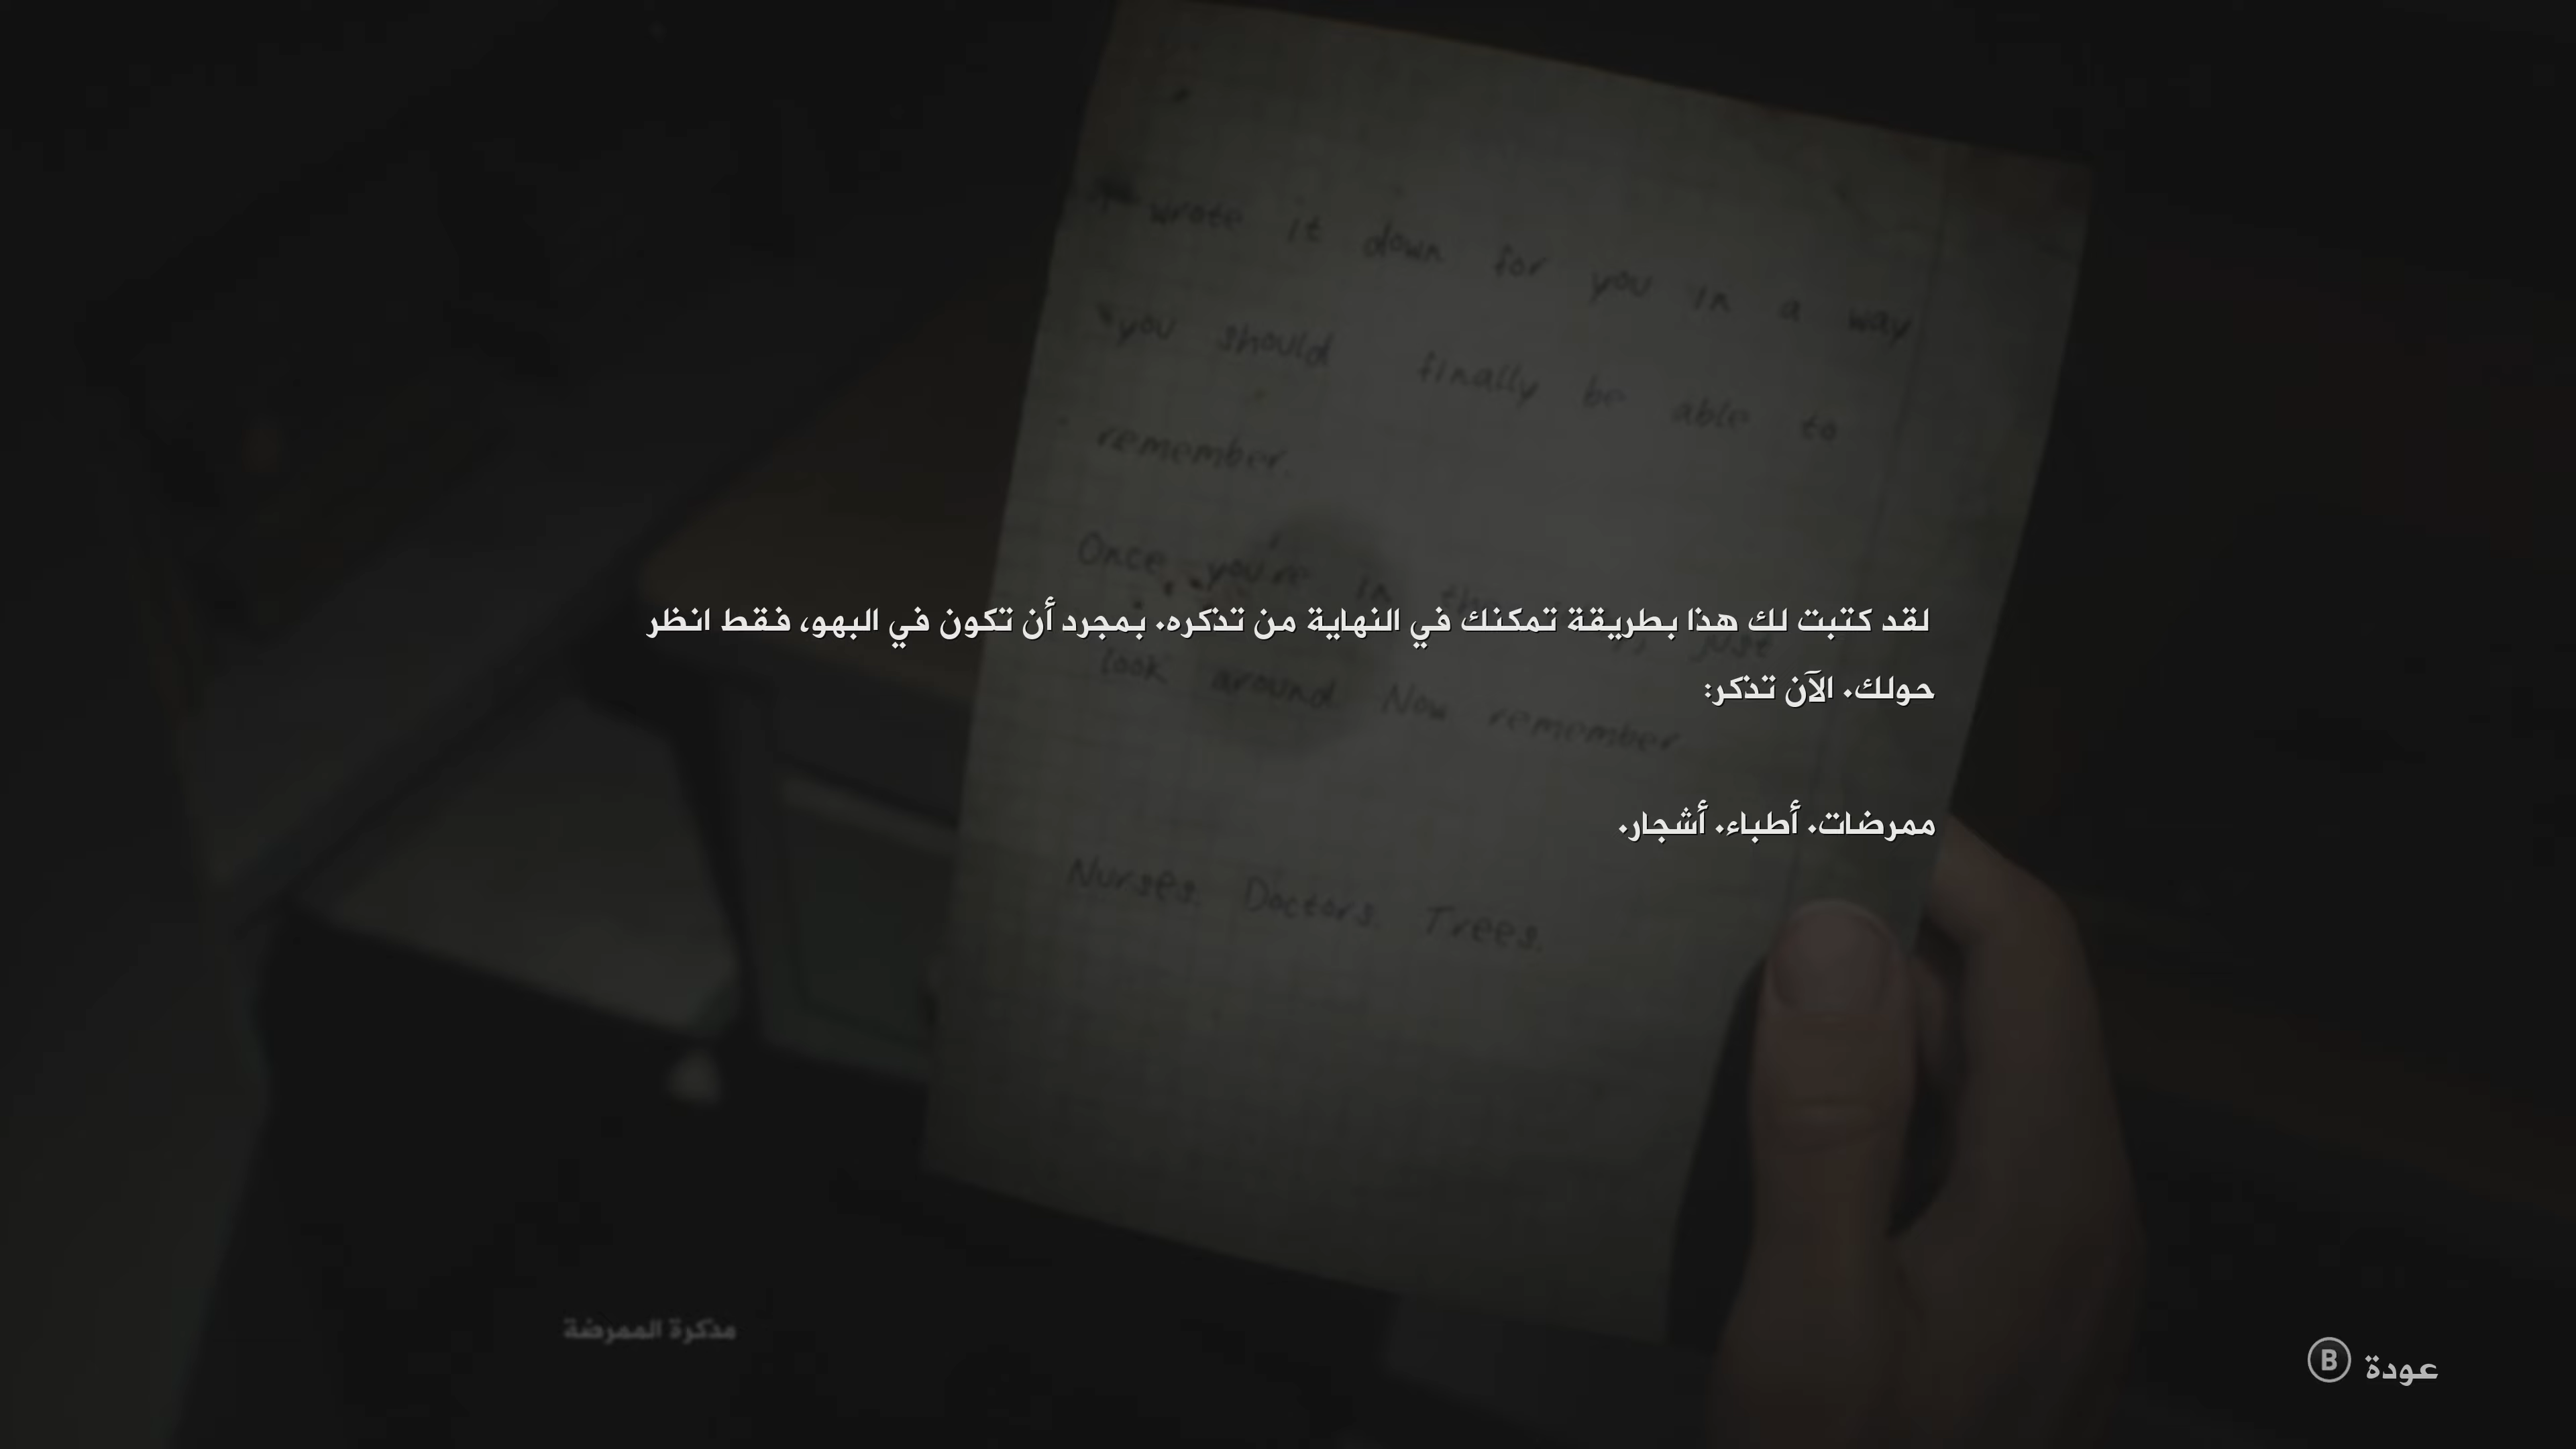 wrote it down for you in a way
you should finally be able to
remember.
Once you're in the just
look around Now remember
Nurses. Doctors. Trees.
لقد كتبت لك هذا بطريقة تمكنك في النهاية من تذكره. بمجرد أن تكون في البهو، فقط انظر
حولك. الآن تذكر:
ممرضات. أطباء. أشجار.
مذكرة الممرضة
B عودة